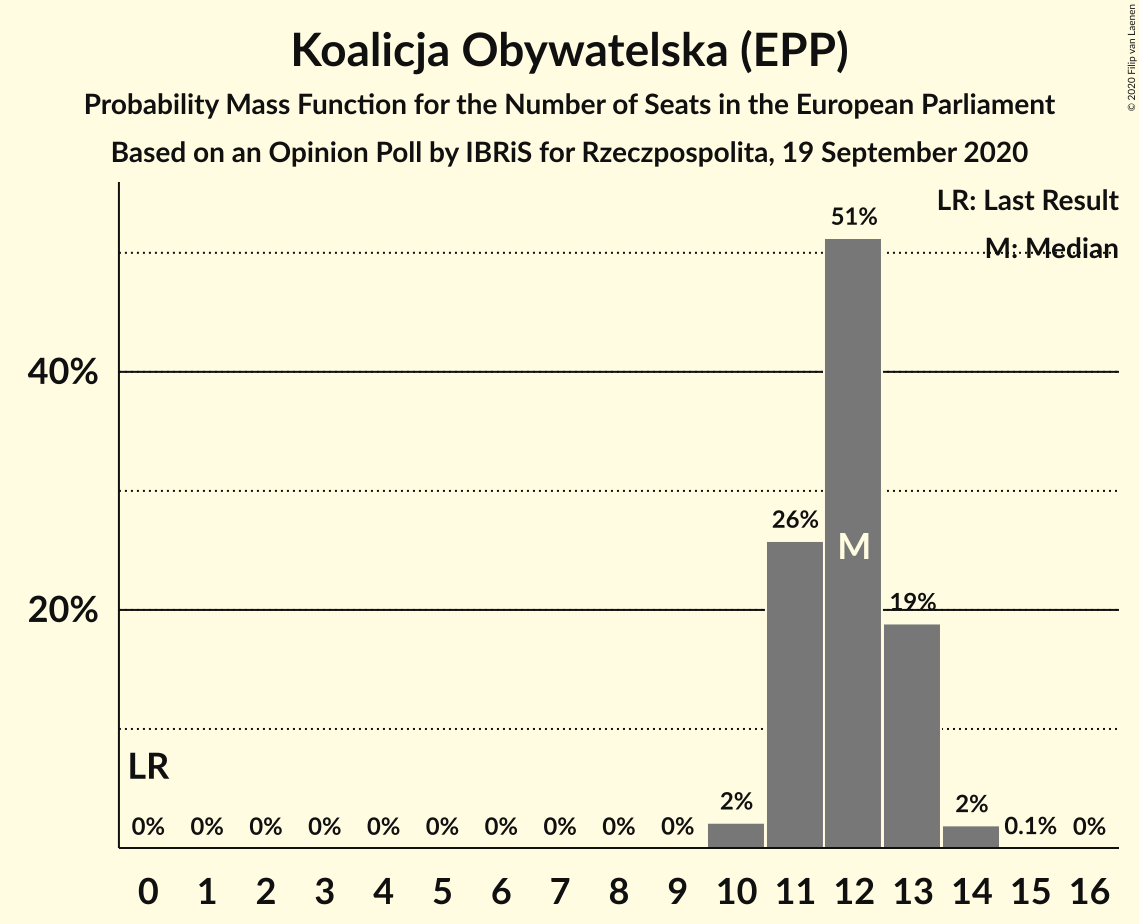 Koalicja Obywatelska (EPP)
Probability Mass Function for the Number of Seats in the European Parliament
Based on an Opinion Poll by IBRiS for Rzeczpospolita, 19 September 2020
© 2020 Filip van Laenen
LR: Last Result
M: Median
51%
40%
26%
M
19%
20%
LR
0% 0% 0% 0% 0% 0% 0% 0% 0% 0% 2% 2% 0.1% 0%
0 1 2 3 4 5 6 7 8 9 10 11 12 13 14 15 16